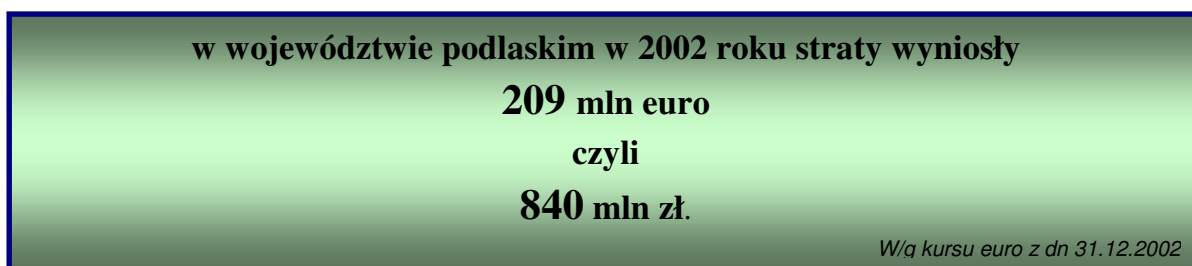 w województwie podlaskim w 2002 roku straty wyniosły
209 mln euro
czyli
840 mln zł.
W/g kursu euro z dn 31.12.2002